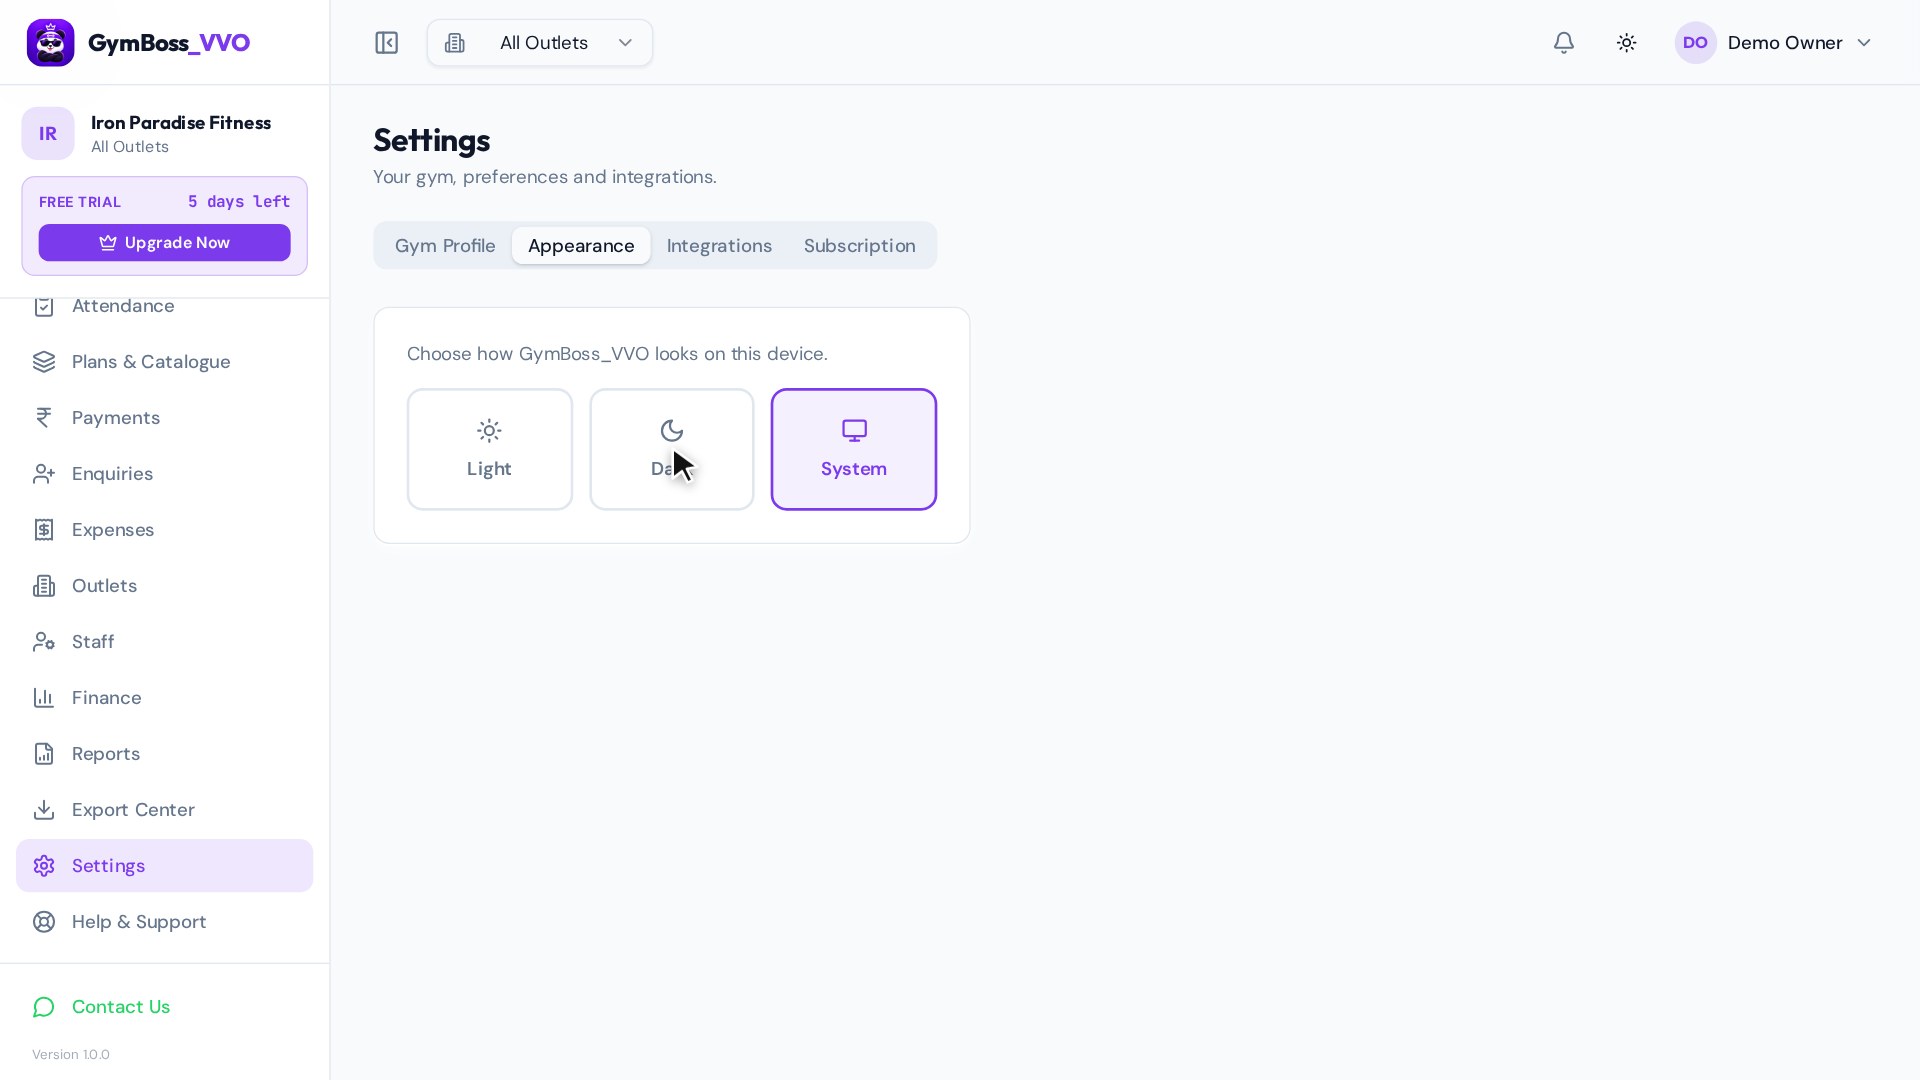 GymBoss_VVO
All Outlets
DO
Demo Owner
IR
Iron Paradise Fitness
All Outlets
FREE TRIAL
5 days left
Upgrade Now
Attendance
Plans & Catalogue
Payments
Enquiries
Expenses
Outlets
Staff
Finance
Reports
Export Center
Settings
Help & Support
Contact Us
Version 1.0.0
Settings
Your gym, preferences and integrations.
Gym Profile
Appearance
Integrations
Subscription
Choose how GymBoss_VVO looks on this device.
Light
System